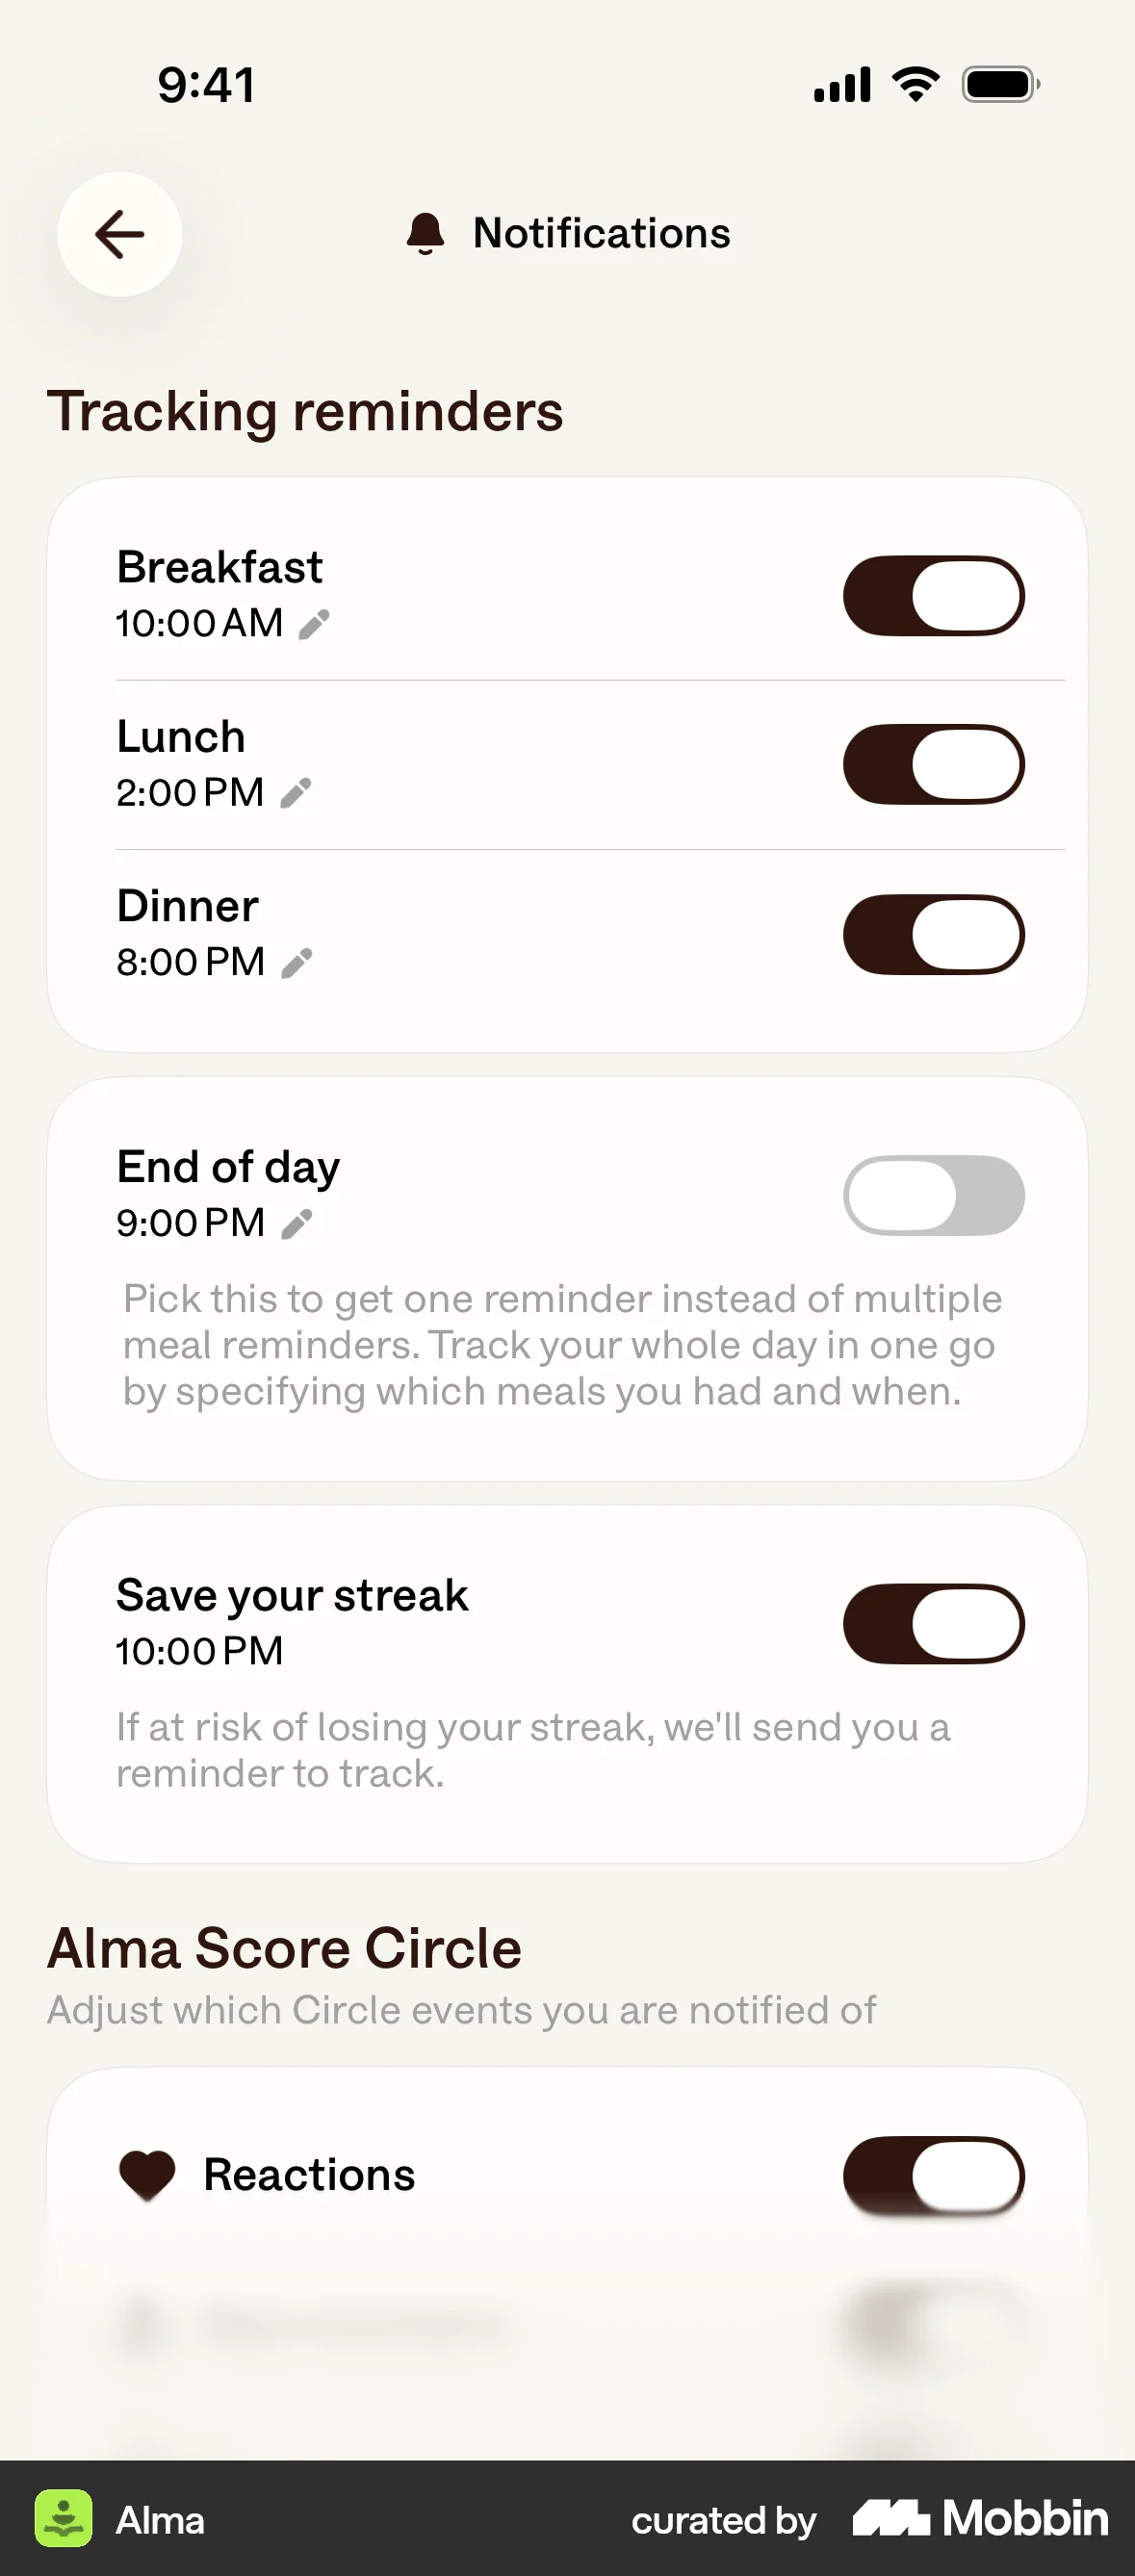 9:41
Notifications
Tracking reminders
Breakfast
10:00 AM
Lunch
2:00 PM
Dinner
8:00 PM
End of day
9:00 PM
Pick this to get one reminder instead of multiple
meal reminders. Track your whole day in one go
by specifying which meals you had and when.
Save your streak
10:00 PM
If at risk of losing your streak, we'll send you a
reminder to track.
Alma Score Circle
Adjust which Circle events you are notified of
Reactions
Alma
curated by Mobbin